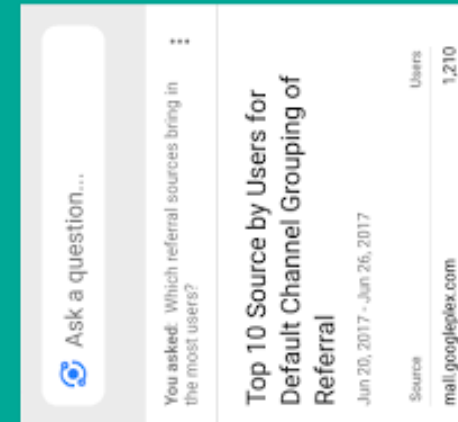 Ask a question...
You asked: Which referral sources bring in
the most users?
Top 10 Source by Users for
Default Channel Grouping of
Referral
Jun 20, 2017 - Jun 26, 2017
Source Users
mall.googleplex.com 1,210